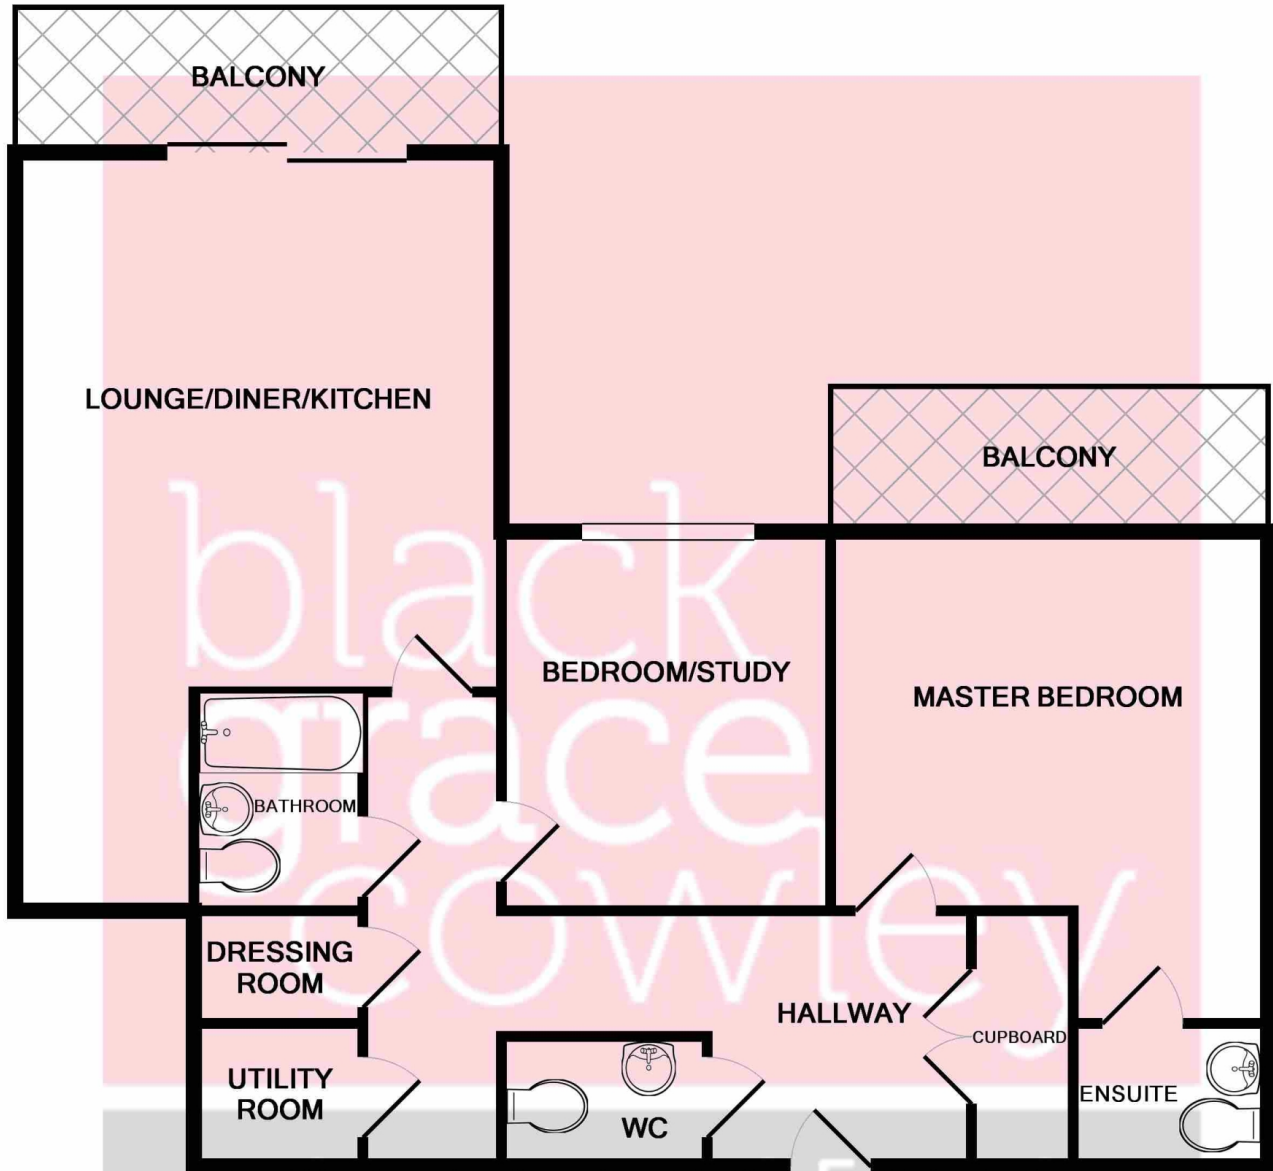 BALCONY
LOUNGE/DINER/KITCHEN
BALCONY
black
BEDROOM/STUDY
MASTER BEDROOM
grace
BATHROOM
cowley
DRESSING
ROOM
HALLWAY
CUPBOARD
UTILITY
ROOM
WC
ENSUITE